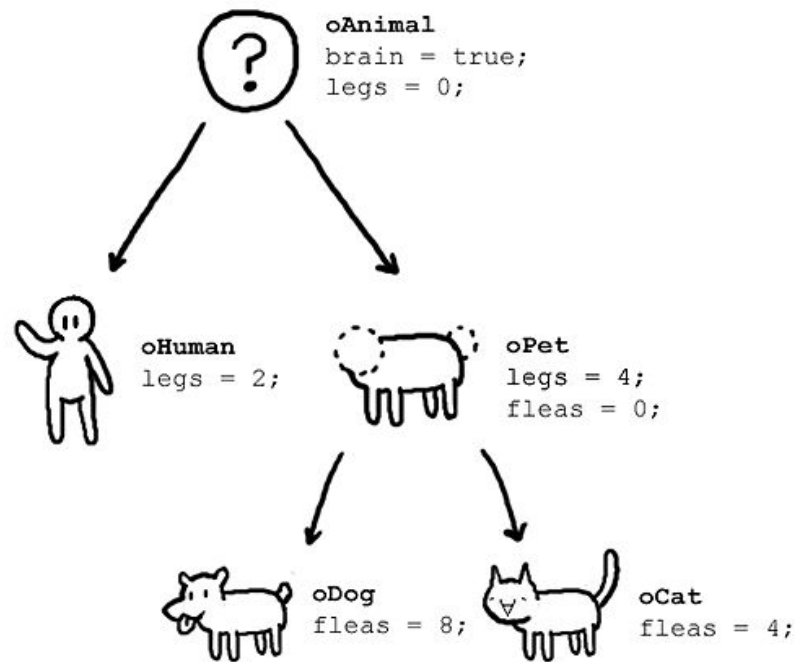 ?
oAnimal
brain = true;
legs = 0;
oHuman
legs = 2;
oPet
legs = 4;
fleas = 0;
oDog
fleas = 8;
oCat
fleas = 4;